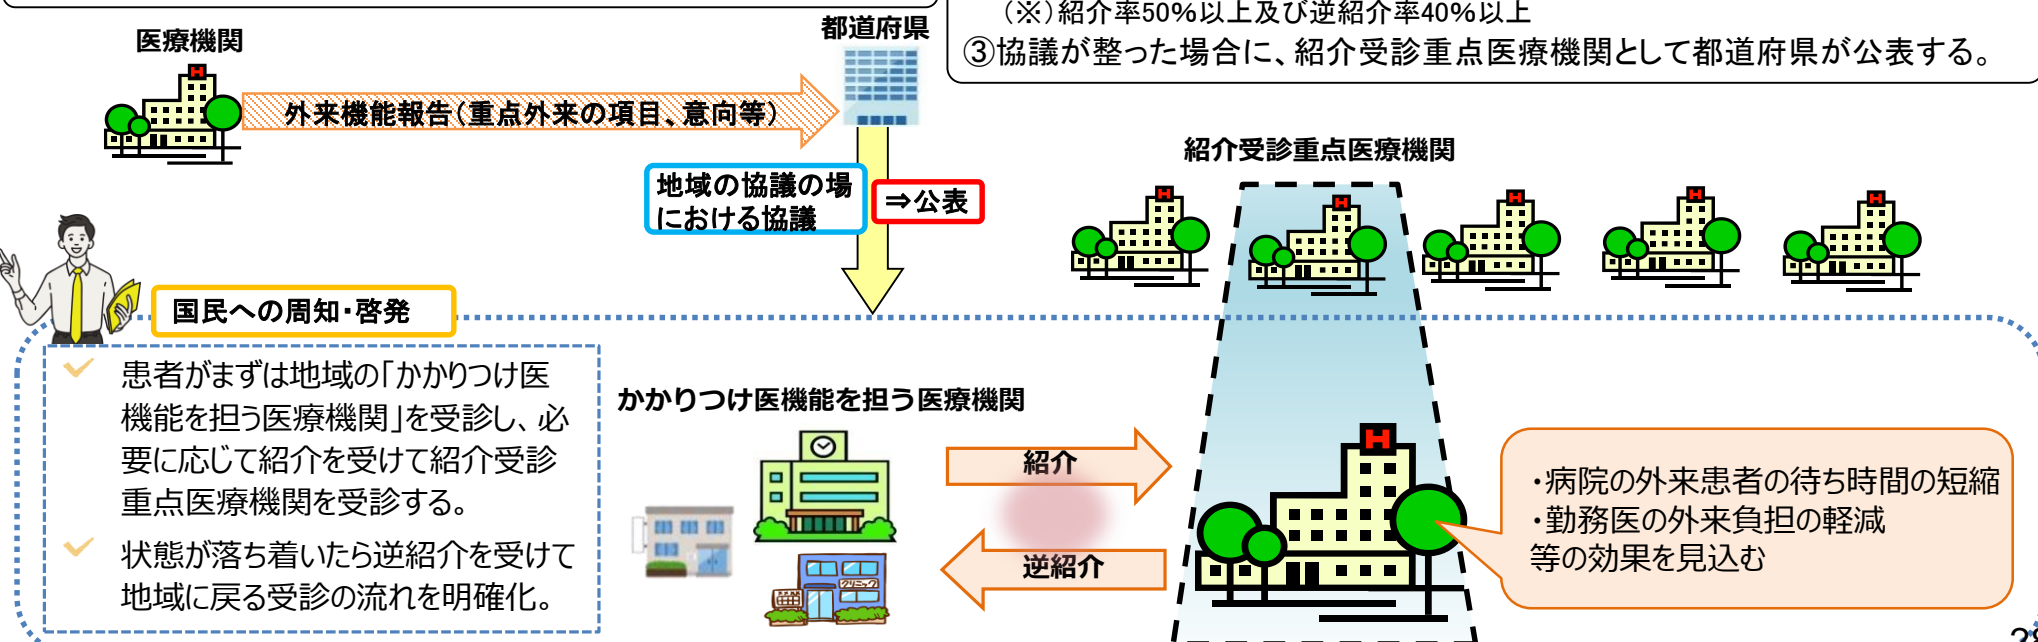 (※)紹介率50%以上及び逆紹介率40%以上
③協議が整った場合に、紹介受診重点医療機関として都道府県が公表する。
医療機関
都道府県
外来機能報告(重点外来の項目、意向等)
地域の協議の場
における協議
⇒公表
紹介受診重点医療機関
国民への周知・啓発
患者がまずは地域の「かかりつけ医
機能を担う医療機関」を受診し、必
要に応じて紹介を受けて紹介受診
重点医療機関を受診する。
状態が落ち着いたら逆紹介を受けて
地域に戻る受診の流れを明確化。
かかりつけ医機能を担う医療機関
クリニック
紹介
逆紹介
・病院の外来患者の待ち時間の短縮
・勤務医の外来負担の軽減
等の効果を見込む